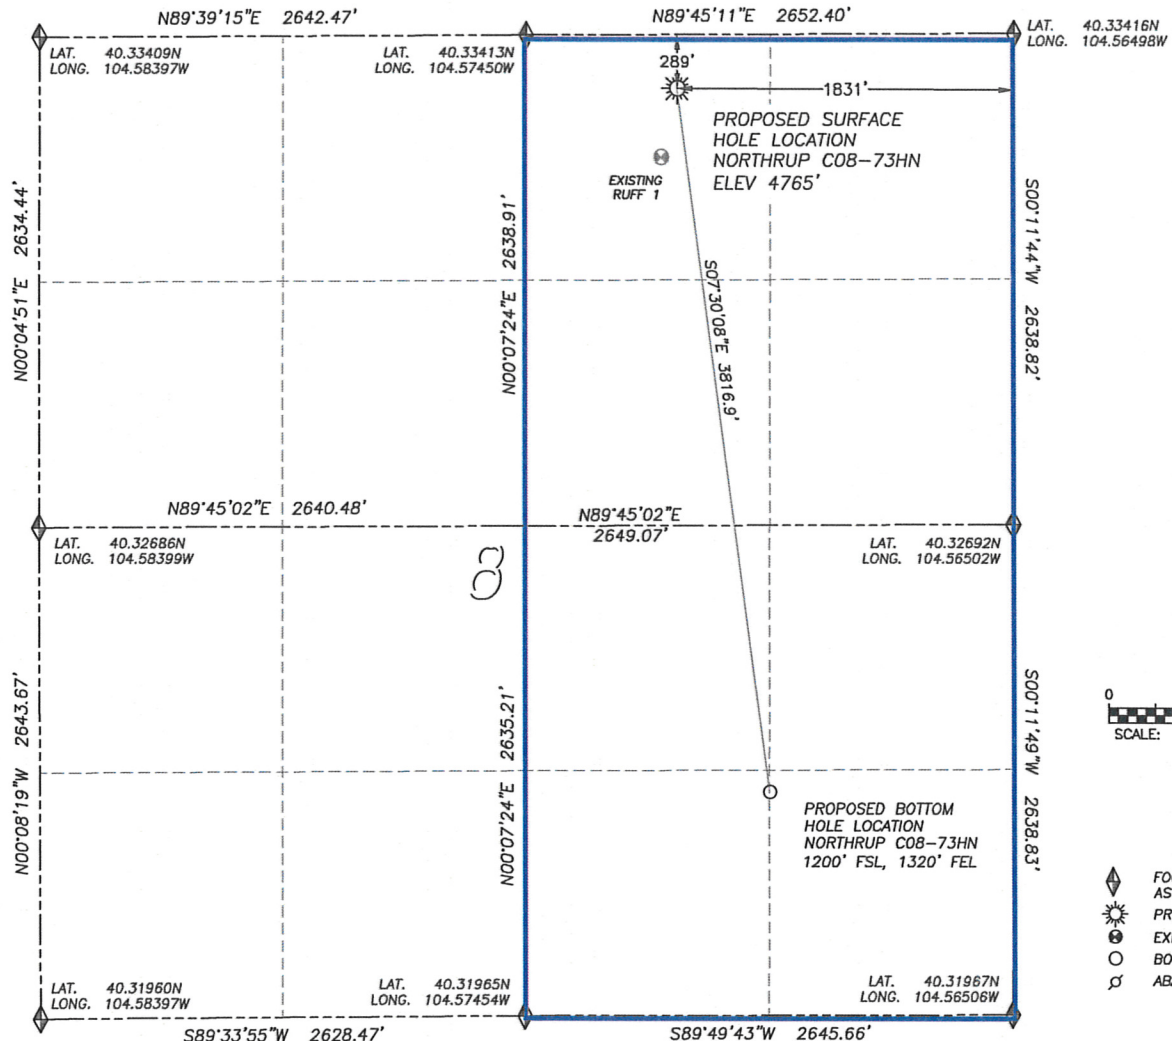 N89°39'15"E 2642.47'
N89°45'11"E 2652.40'
LAT. 40.33416N
LONG. 104.56498W
LAT. 40.33409N
LONG. 104.58397W
LAT. 40.33413N
LONG. 104.57450W
289'
1831'
PROPOSED SURFACE
HOLE LOCATION
NORTHRUP C08-73HN
ELEV 4765'
EXISTING
RUFF 1
N00°04'51"E 2634.44'
N00°07'24"E 2638.91'
S00°11'44"W 2638.82'
S07°30'08"E 3816.9'
N89°45'02"E 2640.48'
N89°45'02"E
2649.07'
LAT. 40.32686N
LONG. 104.58399W
LAT. 40.32692N
LONG. 104.56502W
8
N00°08'19"W 2643.67'
N00°07'24"E 2635.21'
S00°11'49"W 2638.83'
0
SCALE:
PROPOSED BOTTOM
HOLE LOCATION
NORTHRUP C08-73HN
1200' FSL, 1320' FEL
FO
AS
PR
EXI
BO
AB
LAT. 40.31960N
LONG. 104.58397W
LAT. 40.31965N
LONG. 104.57454W
LAT. 40.31967N
LONG. 104.56506W
S89°33'55"W 2628.47'
S89°49'43"W 2645.66'